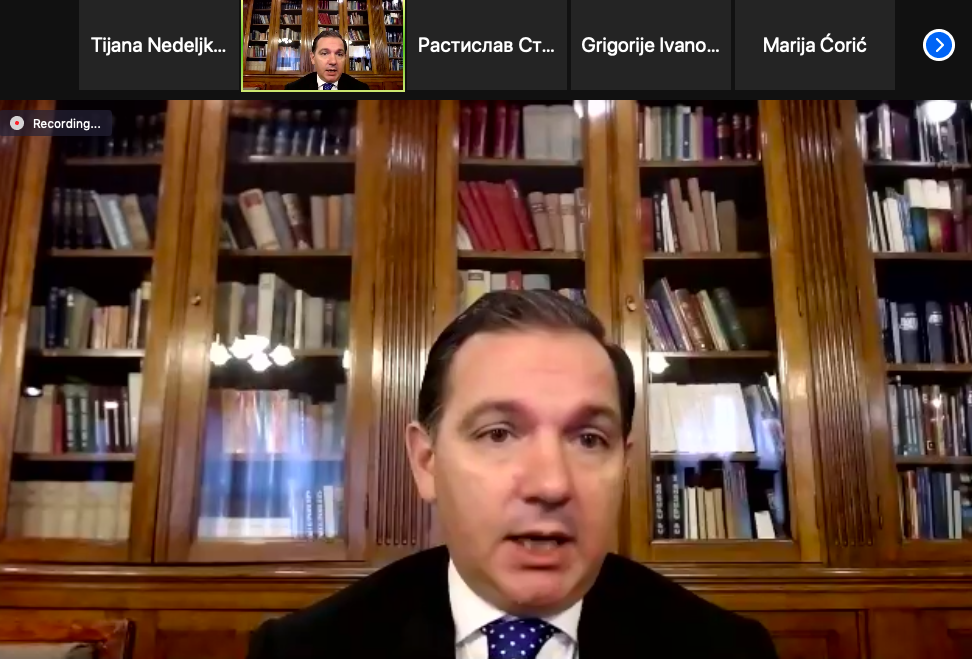 Tijana Nedeljk...
Растислав Ст...
Grigorije Ivano...
Marija Ćorić
Recording...